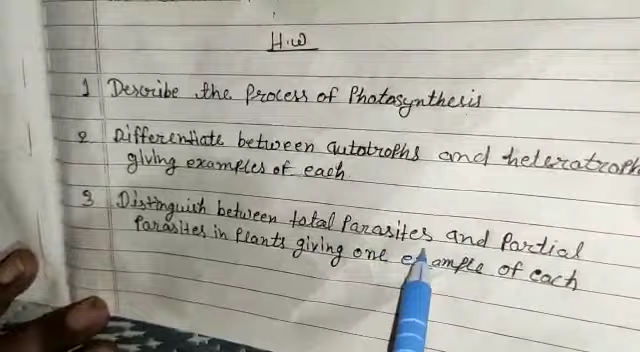 H.W
1 Describe the Process of Photosynthesis
2 Differentiate between autotrophs and heteratroph
giving examples of each.
3 Distinguish between total Parasites and Partial
Parasites in Plants giving one example of each